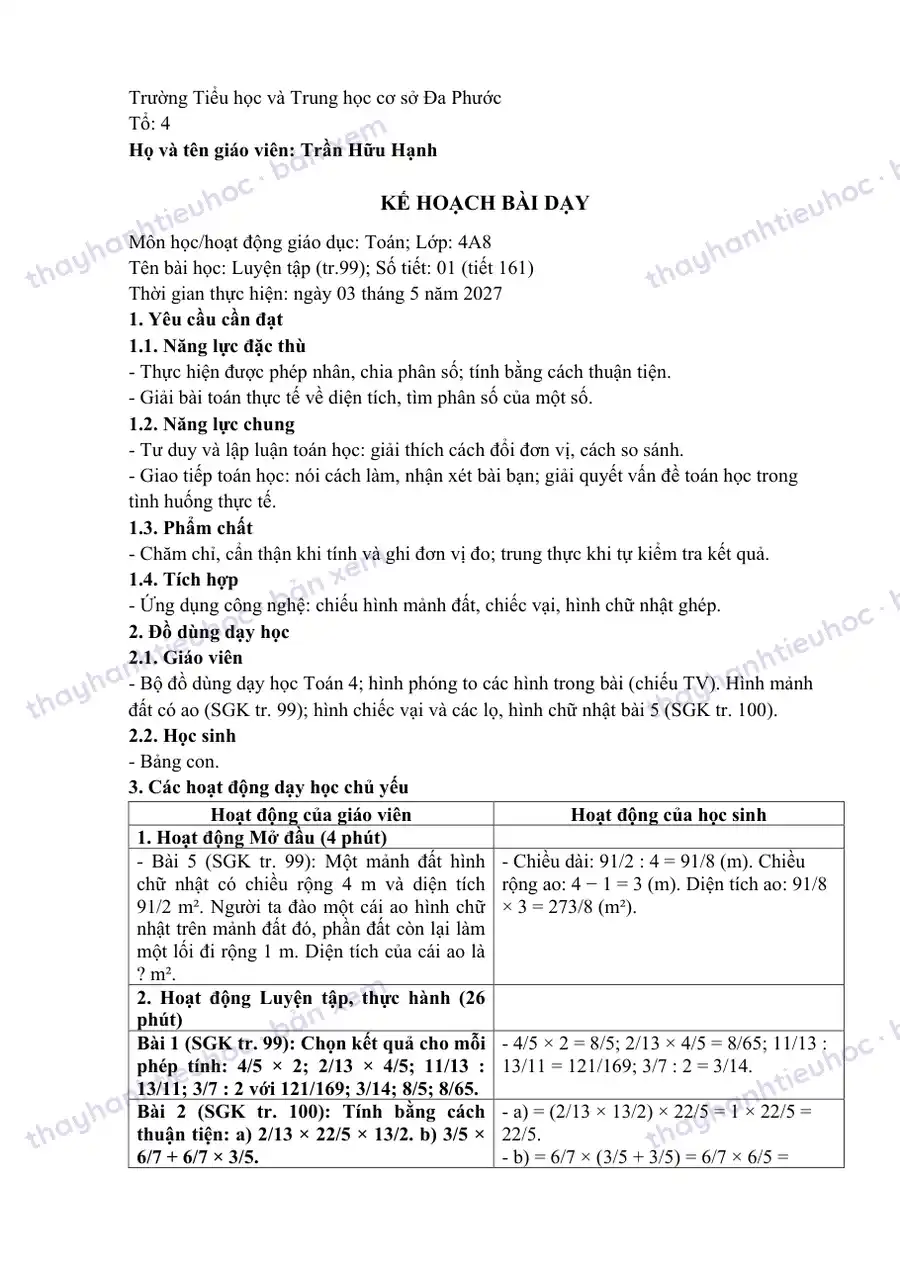 Trường Tiểu học và Trung học cơ sở Đa Phước
Tổ: 4
Họ và tên giáo viên: Trần Hữu Hạnh
KẾ HOẠCH BÀI DẠY
Môn học/hoạt động giáo dục: Toán; Lớp: 4A8
Tên bài học: Luyện tập (tr.99); Số tiết: 01 (tiết 161)
Thời gian thực hiện: ngày 03 tháng 5 năm 2027
1. Yêu cầu cần đạt
1.1. Năng lực đặc thù
- Thực hiện được phép nhân, chia phân số; tính bằng cách thuận tiện.
- Giải bài toán thực tế về diện tích, tìm phân số của một số.
1.2. Năng lực chung
- Tư duy và lập luận toán học: giải thích cách đổi đơn vị, cách so sánh.
- Giao tiếp toán học: nói cách làm, nhận xét bài bạn; giải quyết vấn đề toán học trong
tình huống thực tế.
1.3. Phẩm chất
- Chăm chỉ, cẩn thận khi tính và ghi đơn vị đo; trung thực khi tự kiểm tra kết quả.
1.4. Tích hợp
- Ứng dụng công nghệ: chiếu hình mảnh đất, chiếc vại, hình chữ nhật ghép.
2. Đồ dùng dạy học
2.1. Giáo viên
- Bộ đồ dùng dạy học Toán 4; hình phóng to các hình trong bài (chiếu TV). Hình mảnh
đất có ao (SGK tr. 99); hình chiếc vại và các lọ, hình chữ nhật bài 5 (SGK tr. 100).
2.2. Học sinh
- Bảng con.
3. Các hoạt động dạy học chủ yếu
Hoạt động của giáo viên
Hoạt động của học sinh
1. Hoạt động Mở đầu (4 phút)
- Bài 5 (SGK tr. 99): Một mảnh đất hình
chữ nhật có chiều rộng 4 m và diện tích
91/2 m². Người ta đào một cái ao hình chữ
nhật trên mảnh đất đó, phần đất còn lại làm
một lối đi rộng 1 m. Diện tích của cái ao là
? m².
- Chiều dài: 91/2 : 4 = 91/8 (m). Chiều
rộng ao: 4 − 1 = 3 (m). Diện tích ao: 91/8
× 3 = 273/8 (m²).
2. Hoạt động Luyện tập, thực hành (26
phút)
Bài 1 (SGK tr. 99): Chọn kết quả cho mỗi
phép tính: 4/5 × 2; 2/13 × 4/5; 11/13 :
13/11; 3/7 : 2 với 121/169; 3/14; 8/5; 8/65.
- 4/5 × 2 = 8/5; 2/13 × 4/5 = 8/65; 11/13 :
13/11 = 121/169; 3/7 : 2 = 3/14.
Bài 2 (SGK tr. 100): Tính bằng cách
thuận tiện: a) 2/13 × 22/5 × 13/2. b) 3/5 ×
6/7 + 6/7 × 3/5.
- a) = (2/13 × 13/2) × 22/5 = 1 × 22/5 =
22/5.
- b) = 6/7 × (3/5 + 3/5) = 6/7 × 6/5 =
thayhanhtieuhoc · bản xem
thayhanhtieuhoc · b
thayhanhtieuhoc · bản xem
thayhanhtieuhoc · b
thayhanhtieuhoc · bản xem
thayhanhtieuhoc · b